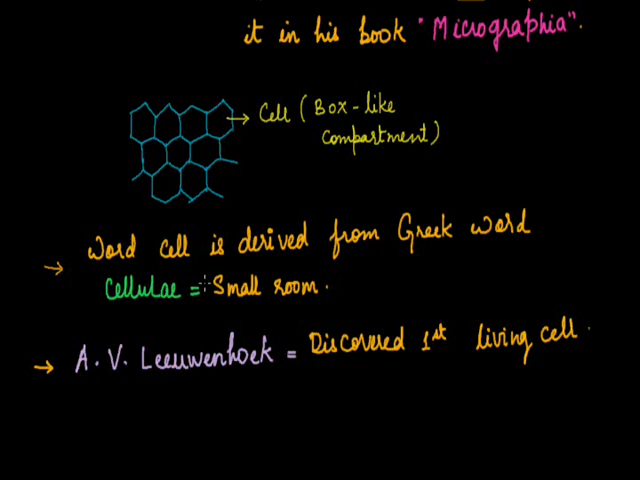 it in his book "Micrographia".
→ Cell (Box-like
compartment)
→ Word cell is derived from Greek word
Cellulae = Small room.
→ A.V. Leeuwenhoek = Discovered 1st living cell.